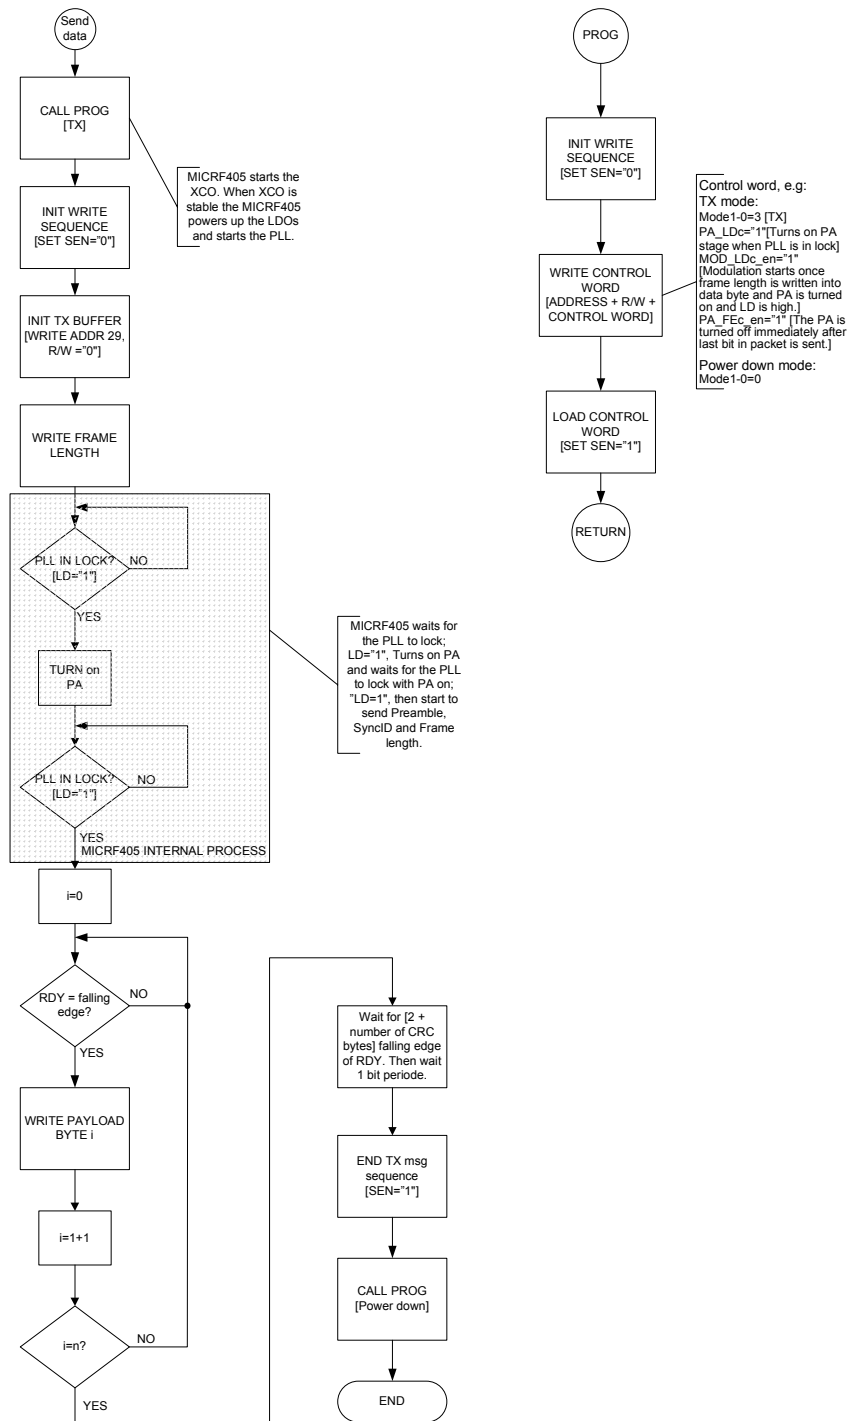 Send
data
CALL PROG
[TX]
MICRF405 starts the
XCO. When XCO is
stable the MICRF405
powers up the LDOs
and starts the PLL.
INIT WRITE
SEQUENCE
[SET SEN="0"]
INIT TX BUFFER
[WRITE ADDR 29,
R/W ="0"]
WRITE FRAME
LENGTH
PLL IN LOCK?
[LD="1"]
NO
YES
TURN on
PA
PLL IN LOCK?
[LD="1"]
NO
YES
MICRF405 INTERNAL PROCESS
MICRF405 waits for
the PLL to lock;
LD="1", Turns on PA
and waits for the PLL
to lock with PA on;
"LD=1", then start to
send Preamble,
SyncID and Frame
length.
i=0
RDY = falling
edge?
NO
YES
WRITE PAYLOAD
BYTE i
i=1+1
i=n?
NO
YES
Wait for [2 +
number of CRC
bytes] falling edge
of RDY. Then wait
1 bit periode.
END TX msg
sequence
[SEN="1"]
CALL PROG
[Power down]
END
PROG
INIT WRITE
SEQUENCE
[SET SEN="0"]
WRITE CONTROL
WORD
[ADDRESS + R/W +
CONTROL WORD]
Control word, e.g:
TX mode:
Mode1-0=3 [TX]
PA_LDc="1"[Turns on PA
stage when PLL is in lock]
MOD_LDc_en="1"
[Modulation starts once
frame length is written into
data byte and PA is turned
on and LD is high.]
PA_FEc_en="1" [The PA is
turned off immediately after
last bit in packet is sent.]
Power down mode:
Mode1-0=0
LOAD CONTROL
WORD
[SET SEN="1"]
RETURN